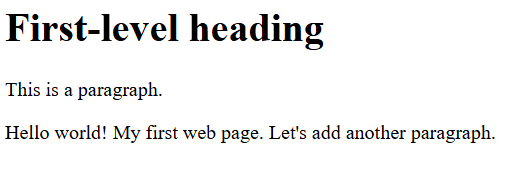 First-level heading
This is a paragraph.
Hello world! My first web page. Let's add another paragraph.